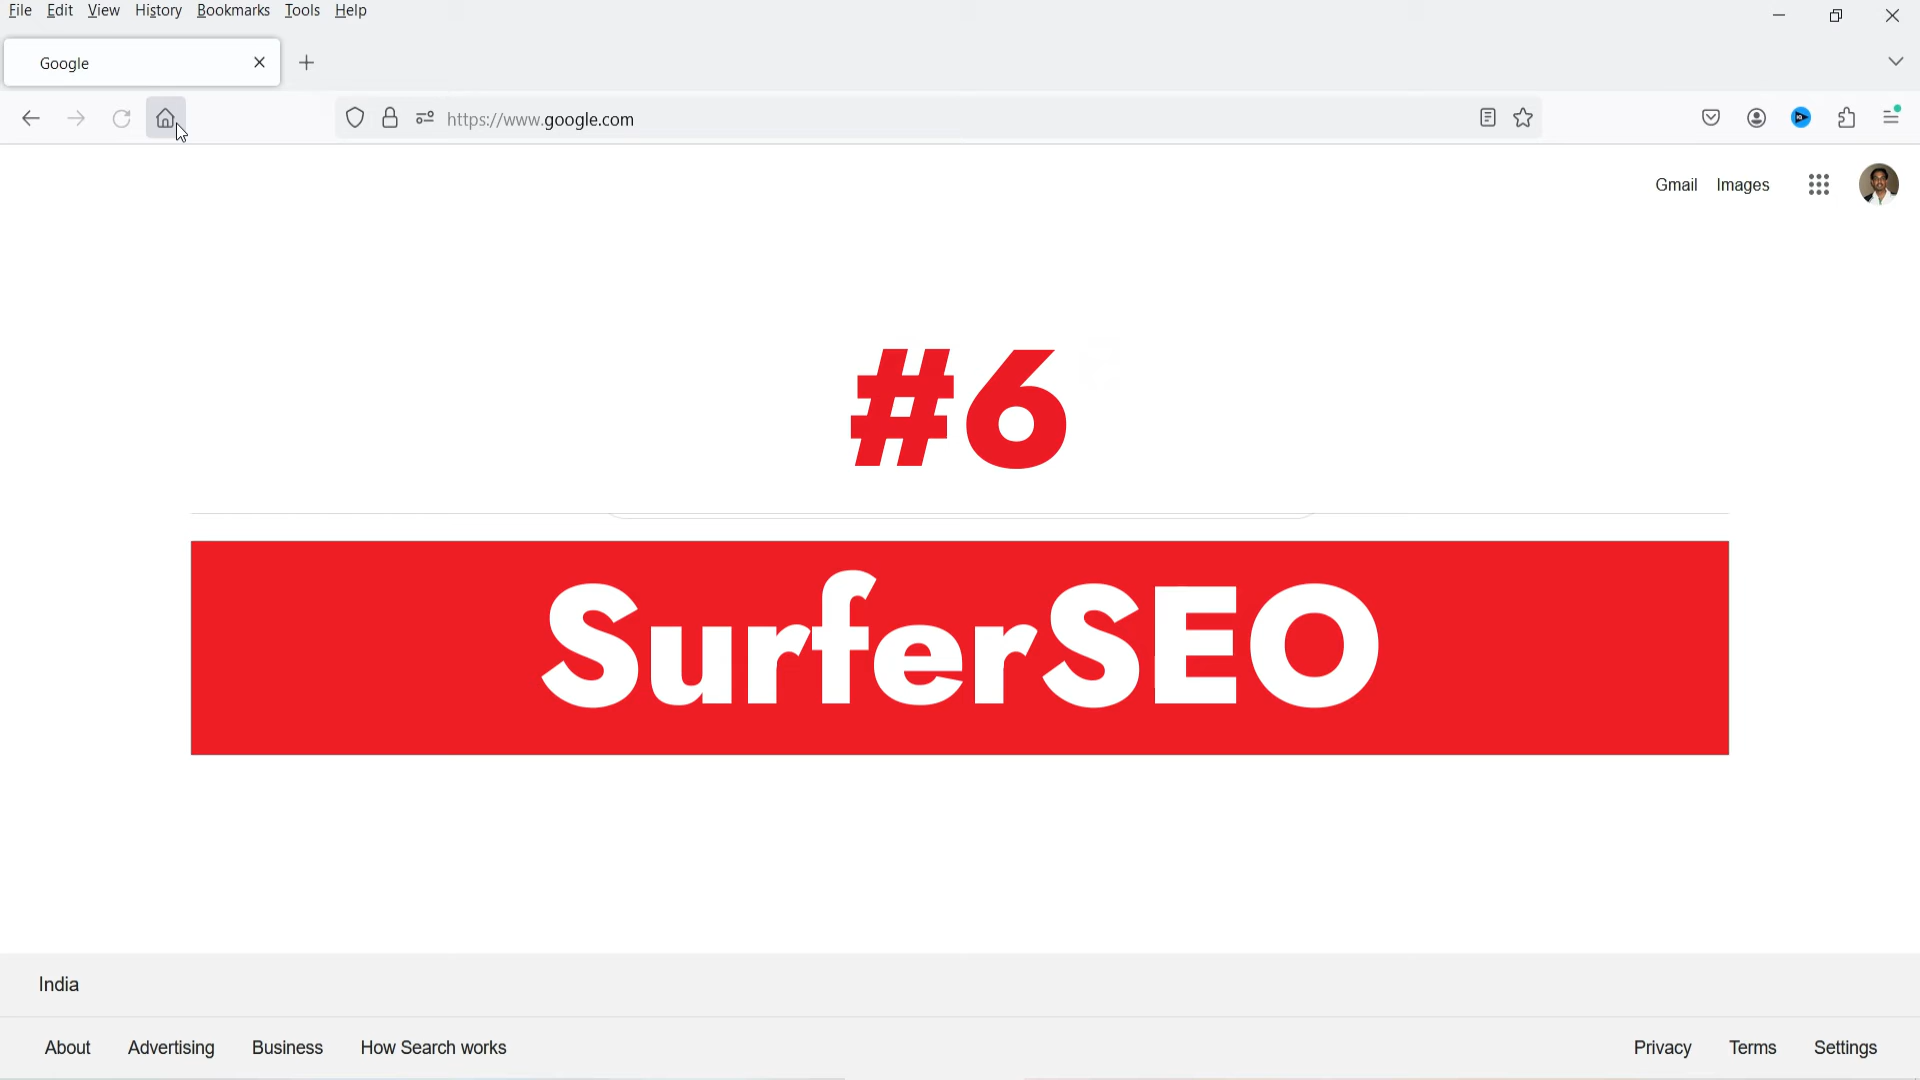 File Edit View History Bookmarks Tools Help
Google
https://www.google.com
Gmail Images
#6
SurferSEO
India
About Advertising Business How Search works Privacy Terms Settings